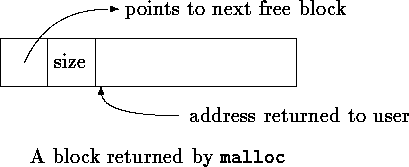 points to next free block
size
address returned to user
A block returned by malloc